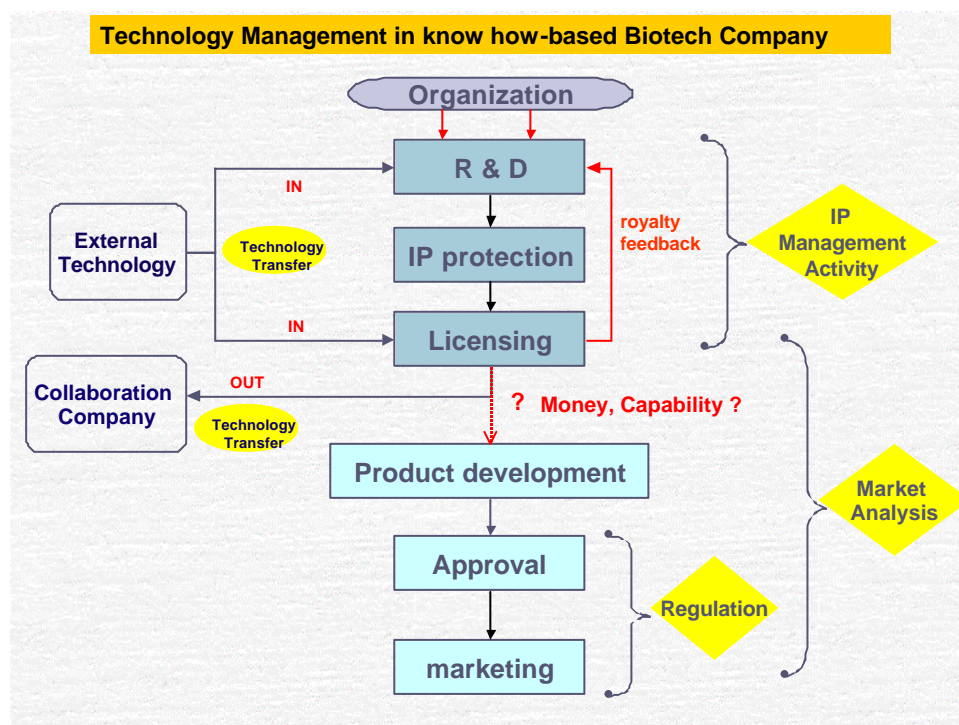 Technology Management in know how-based Biotech Company
Organization
R & D
IN
royalty
feedback
IP
Management
Activity
External
Technology
Technology
Transfer
IP protection
IN
Licensing
OUT
Collaboration
Company
Technology
Transfer
? Money, Capability ?
Product development
Market
Analysis
Approval
Regulation
marketing